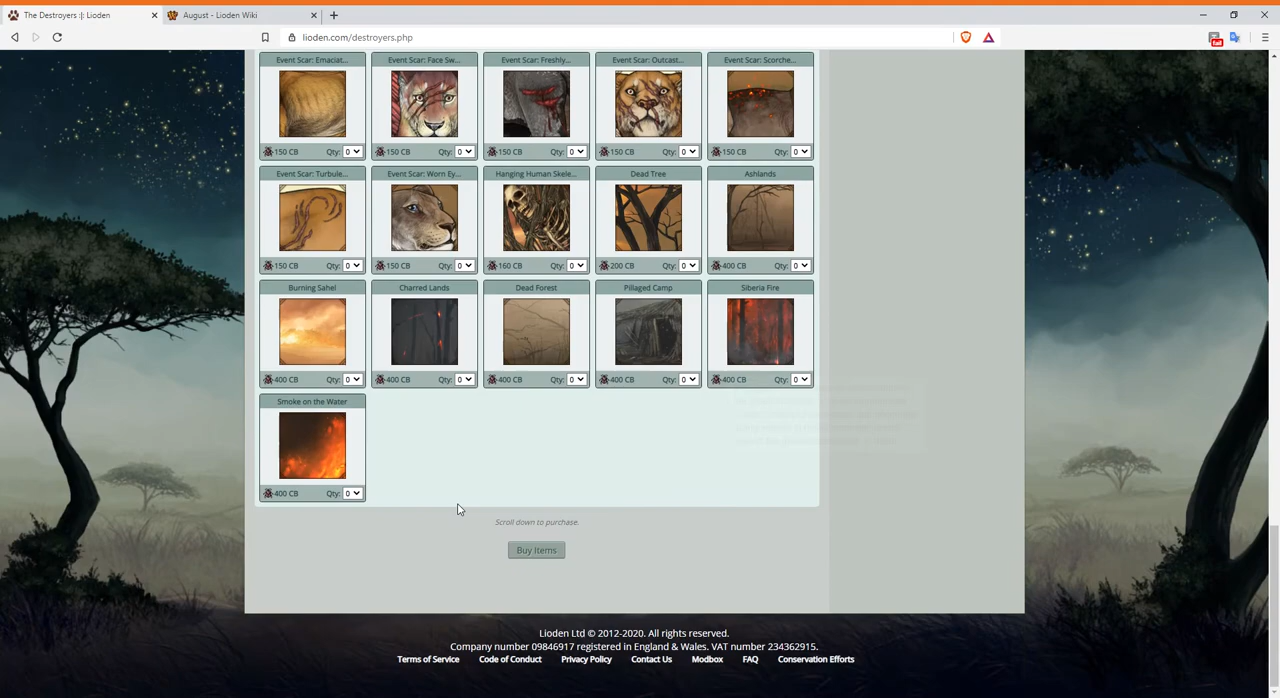 The Destroyers :|: Lioden
August - Lioden Wiki
lioden.com/destroyers.php
Event Scar: Emaciat... Event Scar: Face Sw... Event Scar: Freshly... Event Scar: Outcast... Event Scar: Scorche...
150 CB Qty: 0 150 CB Qty: 0 150 CB Qty: 0 150 CB Qty: 0 150 CB Qty: 0
Event Scar: Turbule... Event Scar: Worn Ey... Hanging Human Skele... Dead Tree Ashlands
150 CB Qty: 0 150 CB Qty: 0 160 CB Qty: 0 200 CB Qty: 0 400 CB Qty: 0
Burning Sahel Charred Lands Dead Forest Pillaged Camp Siberia Fire
400 CB Qty: 0 400 CB Qty: 0 400 CB Qty: 0 400 CB Qty: 0 400 CB Qty: 0
Smoke on the Water
400 CB Qty: 0
Scroll down to purchase.
Buy Items
Lioden Ltd © 2012-2020. All rights reserved.
Company number 09846917 registered in England & Wales. VAT number 234362915.
Terms of Service Code of Conduct Privacy Policy Contact Us Modbox FAQ Conservation Efforts